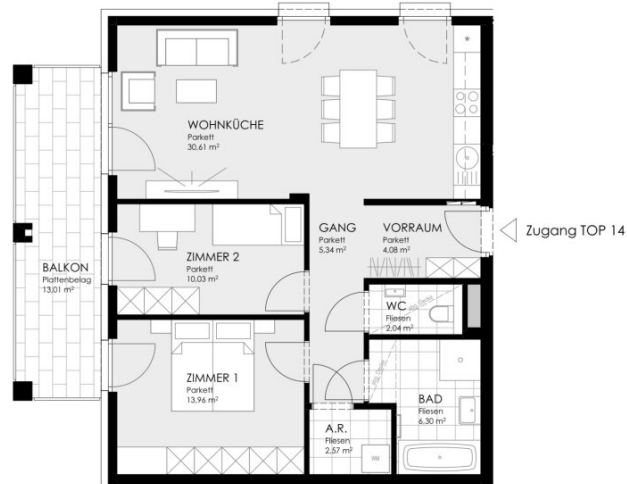 WOHNKÜCHE
Parkett
30.61 m²
GANG
Parkett
5,34 m²
VORRAUM
Parkett
4.08 m²
Zugang TOP 14
ZIMMER 2
Parkett
10.03 m²
BALKON
Plattenbelag
13,01 m²
WC
Fliesen
2.04 m²
ZIMMER 1
Parkett
13.96 m²
BAD
Fliesen
6.30 m²
A.R.
Fliesen
2.57 m²
WM